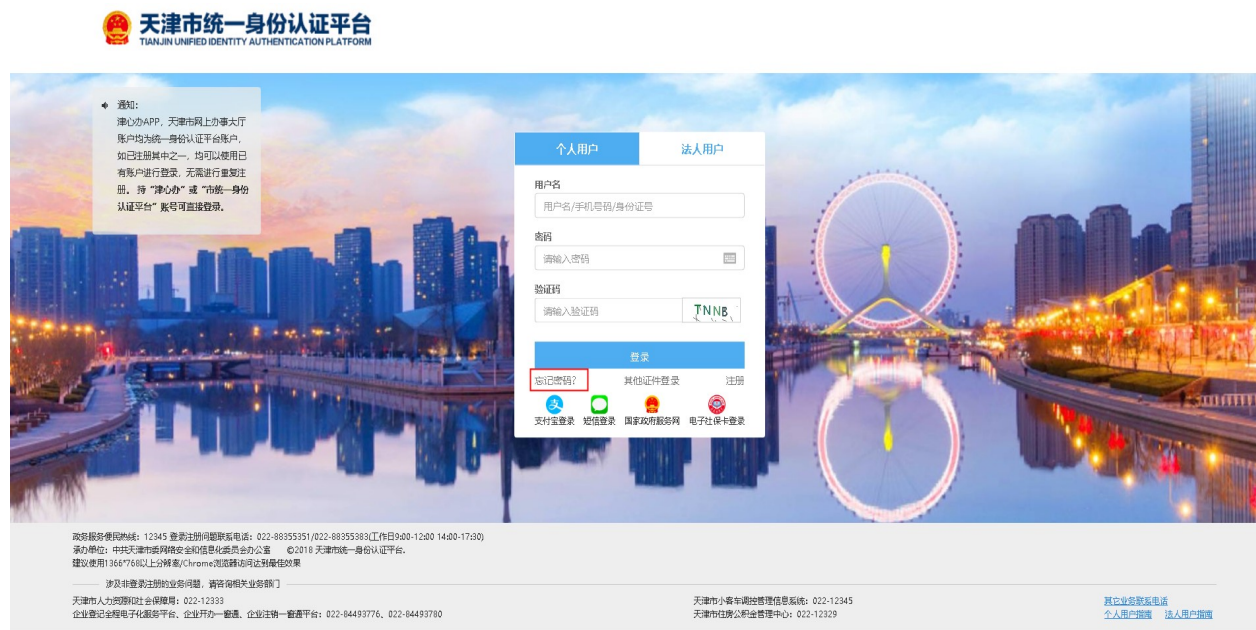 天津市统一身份认证平台
TIANJIN UNIFIED IDENTITY AUTHENTICATION PLATFORM
通知：
津心办APP，天津市网上办事大厅
账户均为统一身份认证平台账户，
如已注册其中之一，均可以使用已
有账户进行登录，无需进行重复注
册。持“津心办”或“市统一身份
认证平台”账号可直接登录。
个人用户 法人用户
用户名
用户名/手机号码/身份证号
密码
请输入密码
验证码
请输入验证码 TNNB
登录
忘记密码? 其他证件登录 注册
支付宝登录 短信登录 国家政府服务网 电子社保卡登录
政务服务便民热线：12345 登录注册问题联系电话：022-88355351/022-88355383(工作日9:00-12:00 14:00-17:30)
承办单位：中共天津市委网络安全和信息化委员会办公室 ©2018 天津市统一身份认证平台.
建议使用1366*768以上分辨率/Chrome浏览器访问达到最佳效果
涉及非登录注册的业务问题，请咨询相关业务部门
天津市人力资源和社会保障局：022-12333 天津市小客车调控管理信息系统：022-12345 其它业务联系电话
企业登记全程电子化服务平台、企业开办一窗通、企业注销一窗通平台：022-84493776、022-84493780 天津市住房公积金管理中心：022-12329 个人用户指南 法人用户指南